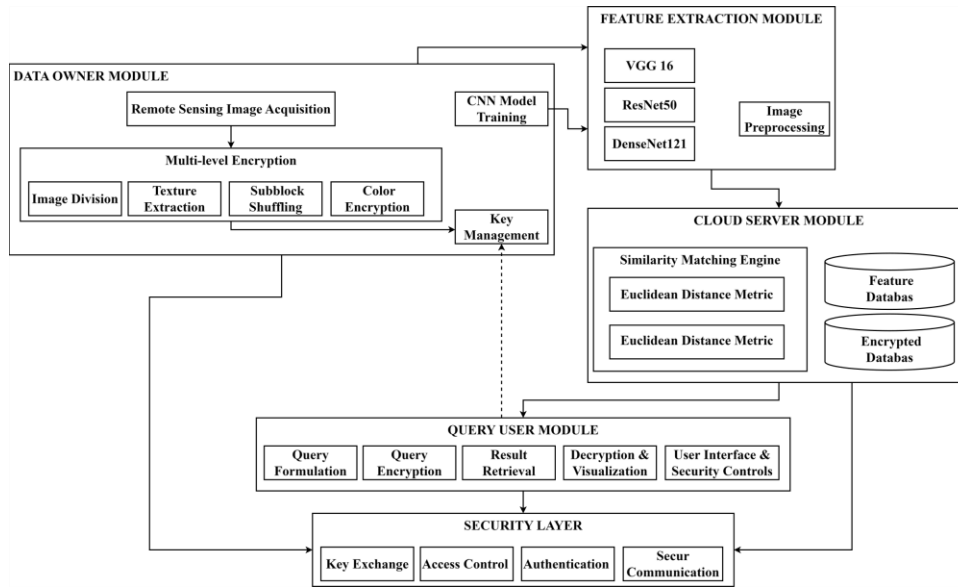 FEATURE EXTRACTION MODULE
VGG 16
ResNet50
DenseNet121
Image
Preprocessing
DATA OWNER MODULE
Remote Sensing Image Acquisition
CNN Model
Training
Multi-level Encryption
Image Division
Texture
Extraction
Subblock
Shuffling
Color
Encryption
Key
Management
CLOUD SERVER MODULE
Similarity Matching Engine
Euclidean Distance Metric
Euclidean Distance Metric
Feature
Databas
Encrypted
Databas
QUERY USER MODULE
Query
Formulation
Query
Encryption
Result
Retrieval
Decryption &
Visualization
User Interface &
Security Controls
SECURITY LAYER
Key Exchange
Access Control
Authentication
Secur
Communication